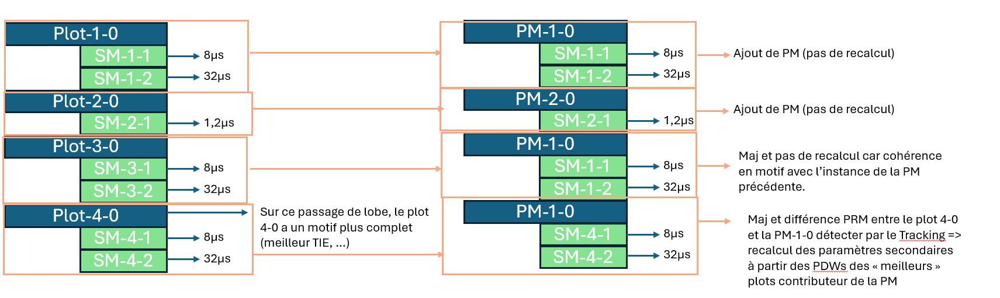 Plot-1-0
SM-1-1
8µs
SM-1-2
32µs
PM-1-0
SM-1-1
8µs
SM-1-2
32µs
Ajout de PM (pas de recalcul)
Plot-2-0
SM-2-1
1,2µs
PM-2-0
SM-2-1
1,2µs
Ajout de PM (pas de recalcul)
Plot-3-0
SM-3-1
8µs
SM-3-2
32µs
PM-1-0
SM-1-1
8µs
SM-1-2
32µs
Maj et pas de recalcul car cohérence
en motif avec l’instance de la PM
précédente.
Plot-4-0
SM-4-1
8µs
SM-4-2
32µs
Sur ce passage de lobe, le plot
4-0 a un motif plus complet
(meilleur TIE, …)
PM-1-0
SM-4-1
8µs
SM-4-2
32µs
Maj et différence PRM entre le plot 4-0
et la PM-1-0 détecter par le Tracking =>
recalcul des paramètres secondaires
à partir des PDWs des « meilleurs »
plots contributeur de la PM